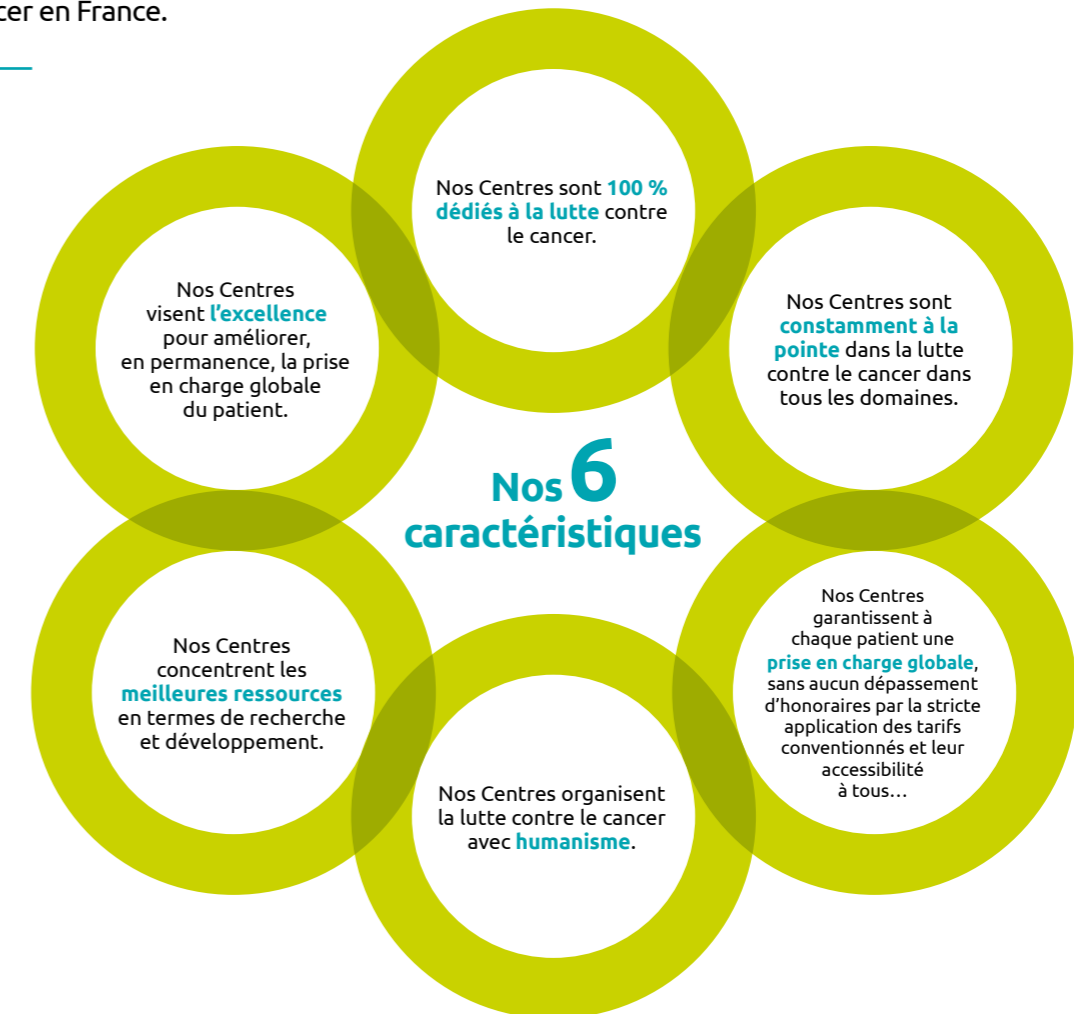 cer en France.
Nos Centres sont 100 %
dédiés à la lutte contre
le cancer.
Nos Centres
visent l’excellence
pour améliorer,
en permanence, la prise
en charge globale
du patient.
Nos Centres sont
constamment à la
pointe dans la lutte
contre le cancer dans
tous les domaines.
Nos 6
caractéristiques
Nos Centres
concentrent les
meilleures ressources
en termes de recherche
et développement.
Nos Centres
garantissent à
chaque patient une
prise en charge globale,
sans aucun dépassement
d’honoraires par la stricte
application des tarifs
conventionnés et leur
accessibilité
à tous…
Nos Centres organisent
la lutte contre le cancer
avec humanisme.